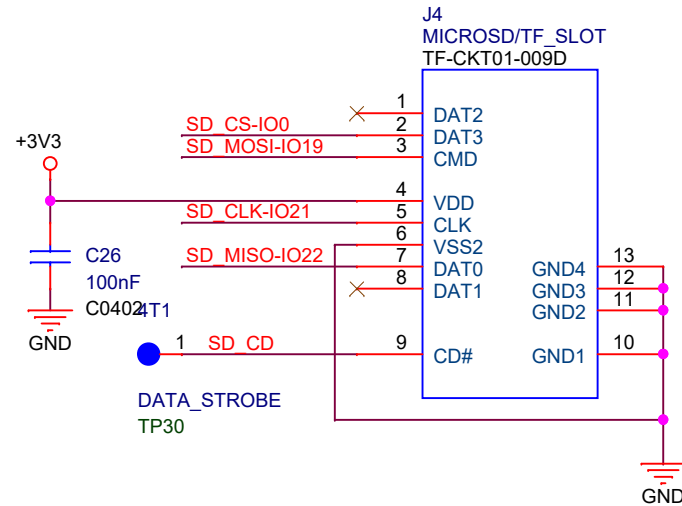 J4
MICROSD/TF_SLOT
TF-CKT01-009D
1
DAT2
SD_CS-IO0
2
DAT3
SD_MOSI-IO19
3
CMD
+3V3
4
VDD
SD_CLK-IO21
5
CLK
6
VSS2
SD_MISO-IO22
7
DAT0
GND4
13
8
DAT1
GND3
12
GND2
11
C26
100nF
C0402
4T1
GND
1
SD_CD
9
CD#
GND1
10
DATA_STROBE
TP30
GND